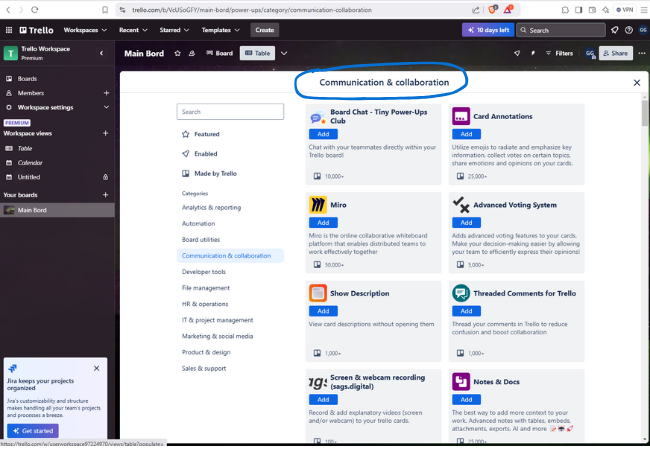 trello.com/b/VcUSoGFY/main-bord/power-ups/category/communication-collaboration
VPN
Trello
Workspaces
Recent
Starred
Templates
Create
10 days left
Search
Trello Workspace
Premium
Main Bord
Board
Table
Filters
GG
Share
Boards
Members
Workspace settings
PREMIUM
Workspace views
Table
Calendar
Untitled
Your boards
Main Bord
Jira keeps your projects
organized
Jira's customizability and structure
makes handling all your team's projects
and processes a breeze.
Get started
Communication & collaboration
Search
Featured
Enabled
Made by Trello
Categories
Analytics & reporting
Automation
Board utilities
Communication & collaboration
Developer tools
File management
HR & operations
IT & project management
Marketing & social media
Product & design
Sales & support
Board Chat - Tiny Power-Ups
Club
Add
Chat with your teammates directly within your
Trello board!
10,000+
Card Annotations
Add
Utilize emojis to radiate and emphasize key
information, collect votes on certain topics,
share emotions and opinions on your cards.
25,000+
Miro
Add
Miro is the online collaborative whiteboard
platform that enables distributed teams to
work effectively together
50,000+
Advanced Voting System
Add
Adds advanced voting features to your cards.
Make your decision-making easier by allowing
your team to efficiently express their opinions!
5,000+
Show Description
Add
View card descriptions without opening them
1,000+
Threaded Comments for Trello
Add
Thread your comments in Trello to reduce
confusion and boost collaboration
1,000+
Screen & webcam recording
(sags.digital)
Add
Record & add explanatory videos (screen
and/or webcam) to your trello cards.
100+
Notes & Docs
Add
The best way to add more context to your
work. Advanced notes with tables, embeds,
attachments, exports, AI and more
25,000+